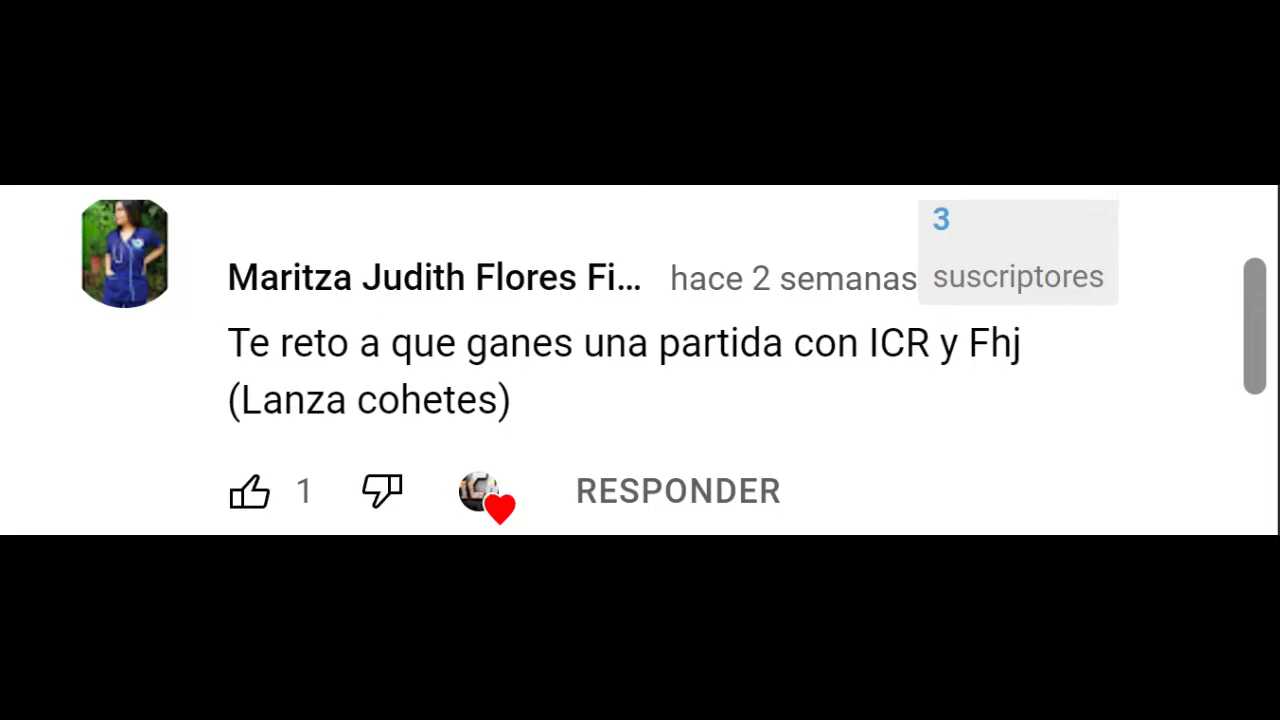 3
Maritza Judith Flores Fi... hace 2 semanas suscriptores
Te reto a que ganes una partida con ICR y Fhj
(Lanza cohetes)
1 RESPONDER